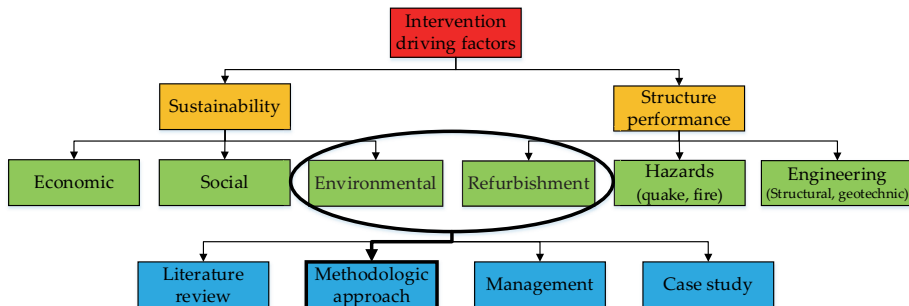 Intervention
driving factors
Sustainability
Structure
performance
Economic
Social
Environmental
Refurbishment
Hazards
(quake, fire)
Engineering
(Structural, geotechnic)
Literature
review
Methodologic
approach
Management
Case study